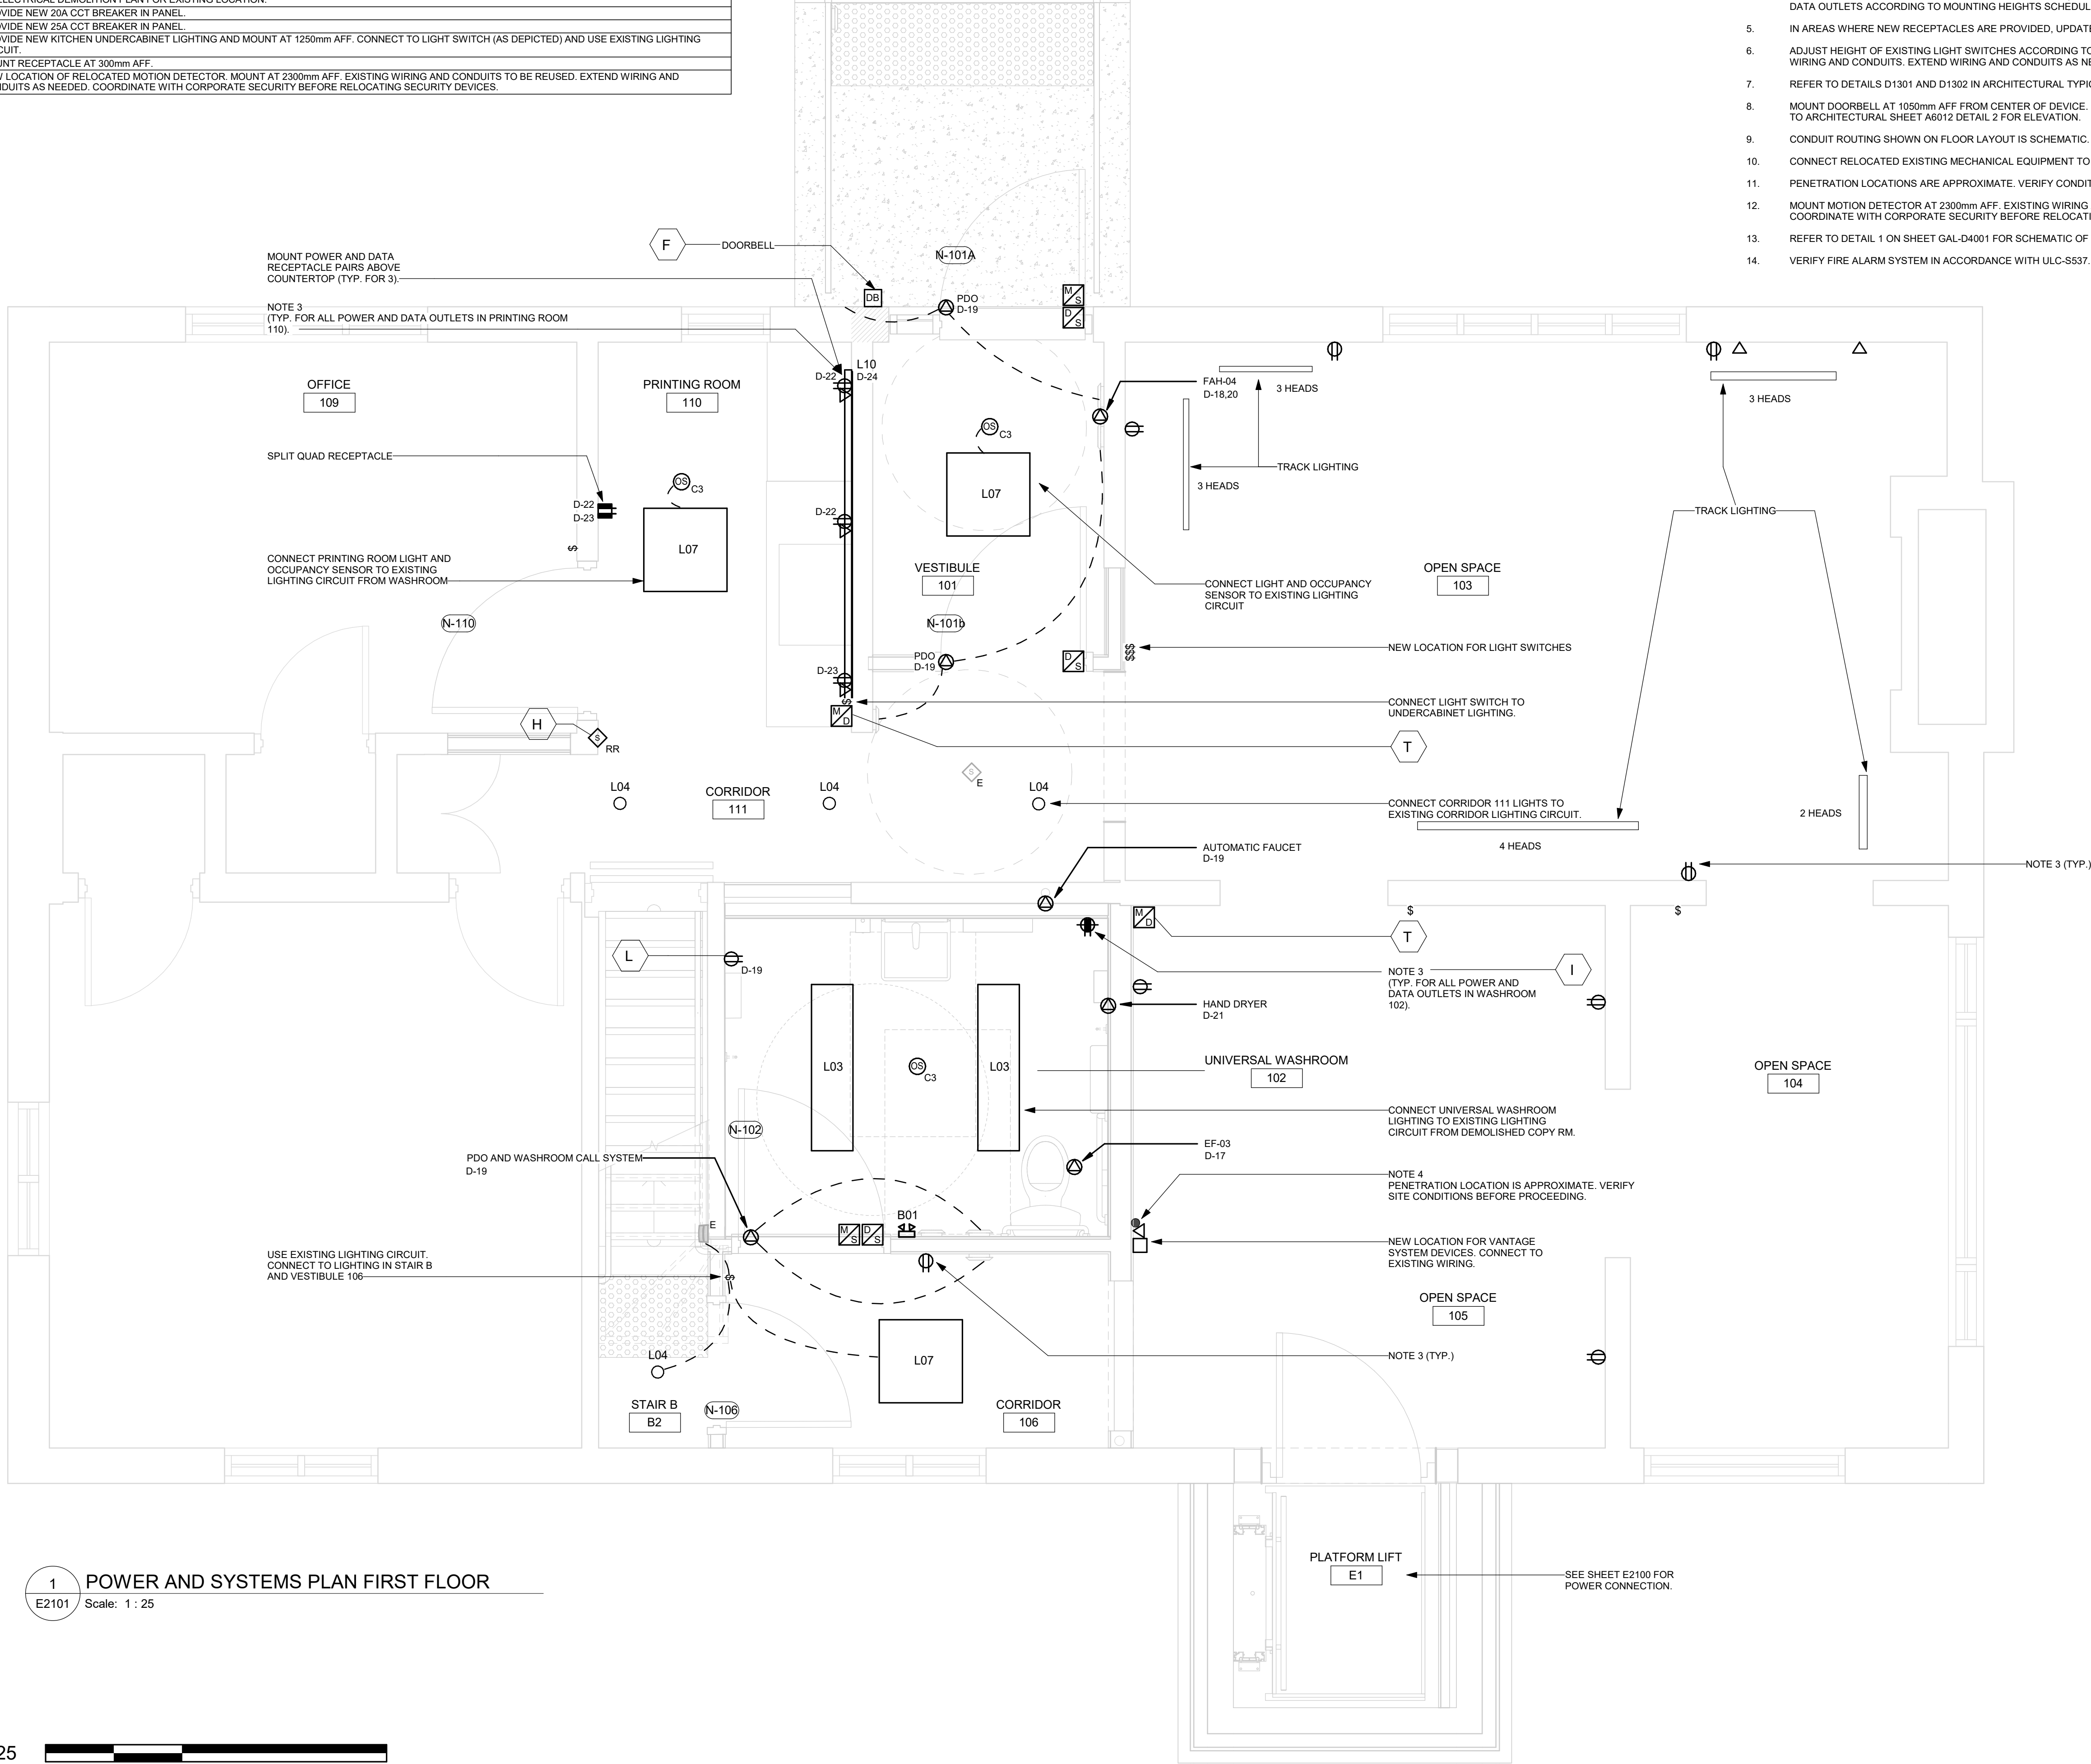 ELECTRICAL DEMOLITION PLAN FOR EXISTING LOCATION.
NEW 20A CCT BREAKER IN PANEL.
NEW 25A CCT BREAKER IN PANEL.
NEW KITCHEN UNDERCABINET LIGHTING AND MOUNT AT 1250mm AFF. CONNECT TO LIGHT SWITCH (AS DEPICTED) AND USE EXISTING LIGHTING
RECEPTACLE AT 300mm AFF.
LOCATION OF RELOCATED MOTION DETECTOR. MOUNT AT 2300mm AFF. EXISTING WIRING AND CONDUITS TO BE REUSED. EXTEND WIRING AND
AS NEEDED. COORDINATE WITH CORPORATE SECURITY BEFORE RELOCATING SECURITY DEVICES.
DATA OUTLETS ACCORDING TO MOUNTING HEIGHTS
5. IN AREAS WHERE NEW RECEPTACLES ARE PROVIDED,
6. ADJUST HEIGHT OF EXISTING LIGHT SWITCHES ACCORDING TO
WIRING AND CONDUITS. EXTEND WIRING AND CONDUITS AS
7. REFER TO DETAILS D1301 AND D1302 IN ARCHITECTURAL
8. MOUNT DOORBELL AT 1050mm AFF FROM CENTER OF DEVICE.
TO ARCHITECTURAL SHEET A6012 DETAIL 2 FOR ELEVATION.
9. CONDUIT ROUTING SHOWN ON FLOOR LAYOUT IS SCHEMATIC.
10. CONNECT RELOCATED EXISTING MECHANICAL EQUIPMENT TO
11. PENETRATION LOCATIONS ARE APPROXIMATE. VERIFY
12. MOUNT MOTION DETECTOR AT 2300mm AFF. EXISTING WIRING
COORDINATE WITH CORPORATE SECURITY BEFORE
13. REFER TO DETAIL 1 ON SHEET GAL-D4001 FOR SCHEMATIC OF
14. VERIFY FIRE ALARM SYSTEM IN ACCORDANCE WITH ULC-S537.
F
DOORBELL
N-101A
MOUNT POWER AND DATA
RECEPTACLE PAIRS ABOVE
COUNTERTOP (TYP. FOR 3).
DB
PDO
D-19
M S
D S
NOTE 3
(TYP. FOR ALL POWER AND DATA OUTLETS IN PRINTING ROOM
110).
L10
D-24
D-22
OFFICE
109
PRINTING ROOM
110
FAH-04
D-18,20
3 HEADS
3 HEADS
OS
C3
SPLIT QUAD RECEPTACLE
TRACK LIGHTING
3 HEADS
OS
C3
L07
D-22
D-23
D-22
TRACK LIGHTING
L07
CONNECT PRINTING ROOM LIGHT AND
OCCUPANCY SENSOR TO EXISTING
LIGHTING CIRCUIT FROM WASHROOM
$
VESTIBULE
101
OPEN SPACE
103
CONNECT LIGHT AND OCCUPANCY
SENSOR TO EXISTING LIGHTING
CIRCUIT
N-110
N-101b
$$$
NEW LOCATION FOR LIGHT SWITCHES
PDO
D-19
D S
D-23
$
CONNECT LIGHT SWITCH TO
UNDERCABINET LIGHTING.
M D
H
S
RR
T
S
E
L04
L04
L04
CORRIDOR
111
CONNECT CORRIDOR 111 LIGHTS TO
EXISTING CORRIDOR LIGHTING CIRCUIT.
2 HEADS
4 HEADS
AUTOMATIC FAUCET
D-19
NOTE 3 (TYP.)
M D
$
$
T
L
D-19
NOTE 3
(TYP. FOR ALL POWER AND
DATA OUTLETS IN WASHROOM
102).
I
HAND DRYER
D-21
L03
OS
C3
L03
UNIVERSAL WASHROOM
102
OPEN SPACE
104
CONNECT UNIVERSAL WASHROOM
LIGHTING TO EXISTING LIGHTING
CIRCUIT FROM DEMOLISHED COPY RM.
N-102
EF-03
D-17
PDO AND WASHROOM CALL SYSTEM
D-19
NOTE 4
PENETRATION LOCATION IS APPROXIMATE. VERIFY
SITE CONDITIONS BEFORE PROCEEDING.
E
M S
D S
B01
NEW LOCATION FOR VANTAGE
SYSTEM DEVICES. CONNECT TO
EXISTING WIRING.
USE EXISTING LIGHTING CIRCUIT.
CONNECT TO LIGHTING IN STAIR B
AND VESTIBULE 106
$
OPEN SPACE
105
L04
L07
NOTE 3 (TYP.)
STAIR B
B2
N-106
CORRIDOR
106
PLATFORM LIFT
E1
SEE SHEET E2100 FOR
POWER CONNECTION.
1
E2101
POWER AND SYSTEMS PLAN FIRST FLOOR
Scale: 1 : 25
25